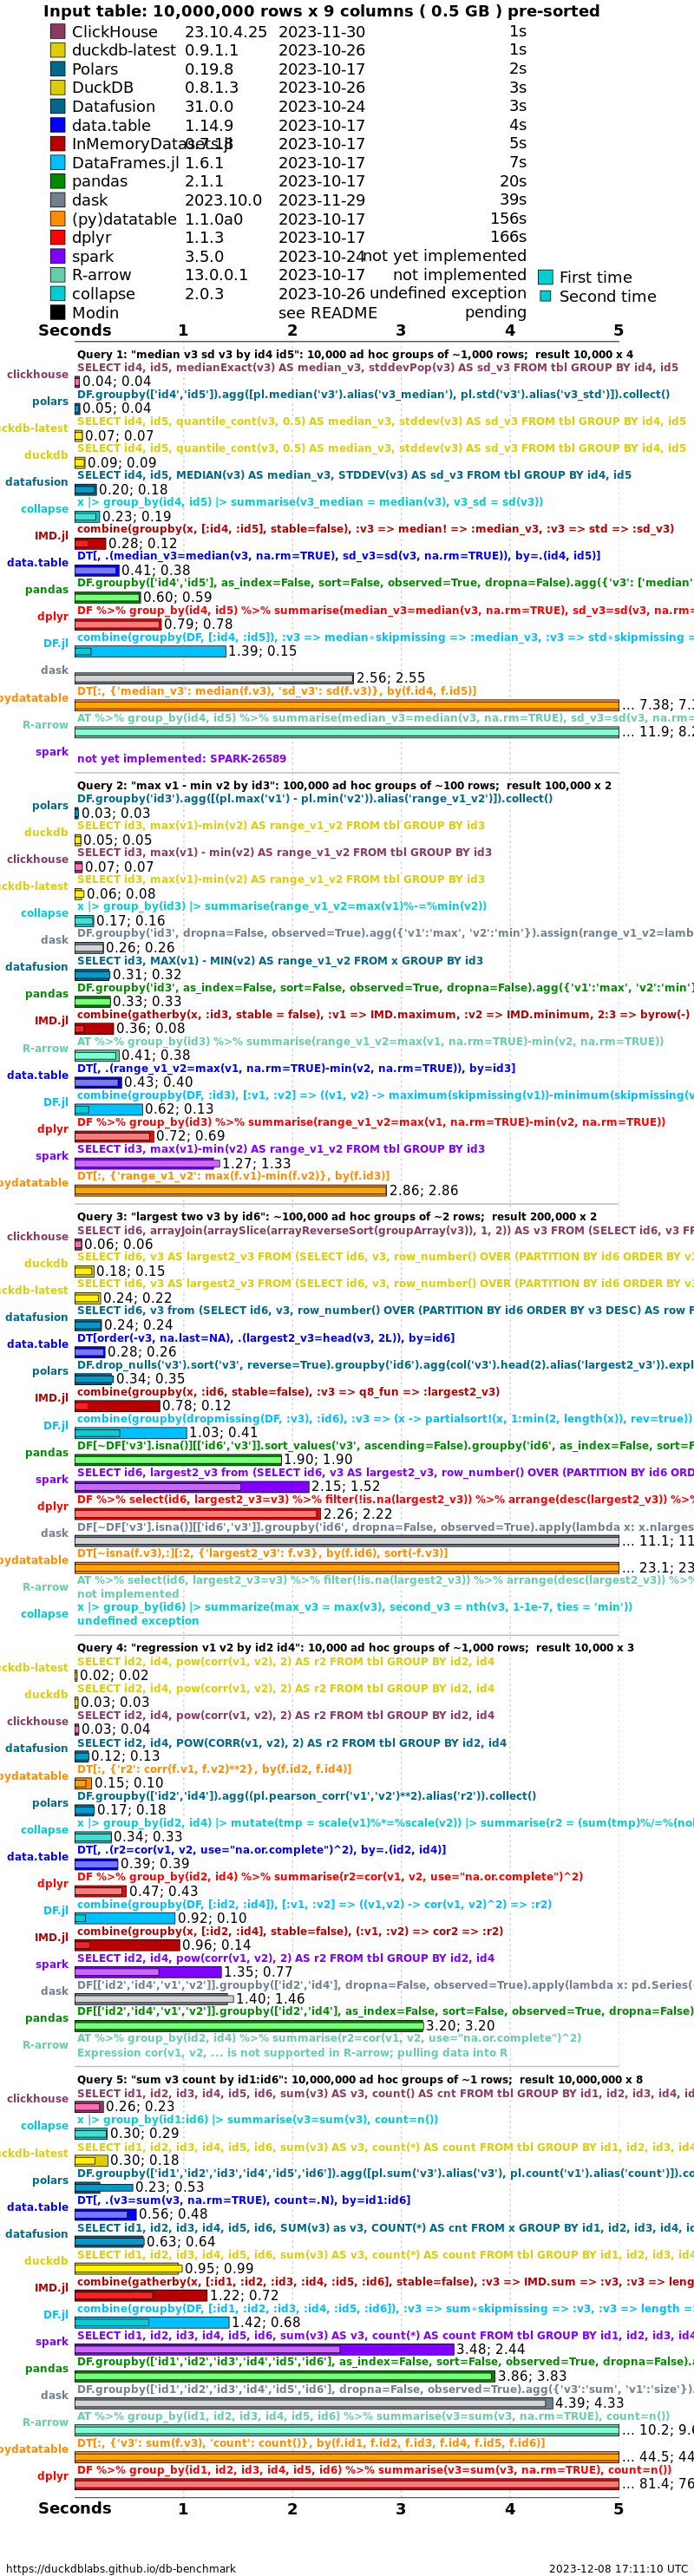 Input table: 10,000,000 rows x 9 columns ( 0.5 GB ) pre-sorted
ClickHouse 23.10.4.25 2023-11-30 1s
duckdb-latest 0.9.1.1 2023-10-26 1s
Polars 0.19.8 2023-10-17 2s
DuckDB 0.8.1.3 2023-10-26 3s
Datafusion 31.0.0 2023-10-24 3s
data.table 1.14.9 2023-10-17 4s
InMemoryDatasets.jl 0.7.18 2023-10-17 5s
DataFrames.jl 1.6.1 2023-10-17 7s
pandas 2.1.1 2023-10-17 20s
dask 2023.10.0 2023-11-29 39s
(py)datatable 1.1.0a0 2023-10-17 156s
dplyr 1.1.3 2023-10-17 166s
spark 3.5.0 2023-10-24 not yet implemented
R-arrow 13.0.0.1 2023-10-17 not implemented First time
collapse 2.0.3 2023-10-26 undefined exception Second time
Modin see README pending
Seconds 1 2 3 4 5
Query 1: "median v3 sd v3 by id4 id5": 10,000 ad hoc groups of ~1,000 rows; result 10,000 x 4
SELECT id4, id5, medianExact(v3) AS median_v3, stddevPop(v3) AS sd_v3 FROM tbl GROUP BY id4, id5
clickhouse 0.04; 0.04
DF.groupby(['id4','id5']).agg([pl.median('v3').alias('v3_median'), pl.std('v3').alias('v3_std')]).collect()
polars 0.05; 0.04
SELECT id4, id5, quantile_cont(v3, 0.5) AS median_v3, stddev(v3) AS sd_v3 FROM tbl GROUP BY id4, id5
uckdb-latest 0.07; 0.07
SELECT id4, id5, quantile_cont(v3, 0.5) AS median_v3, stddev(v3) AS sd_v3 FROM tbl GROUP BY id4, id5
duckdb 0.09; 0.09
SELECT id4, id5, MEDIAN(v3) AS median_v3, STDDEV(v3) AS sd_v3 FROM tbl GROUP BY id4, id5
datafusion 0.20; 0.18
x |> group_by(id4, id5) |> summarise(v3_median = median(v3), v3_sd = sd(v3))
collapse 0.23; 0.19
combine(groupby(x, [:id4, :id5], stable=false), :v3 => median! => :median_v3, :v3 => std => :sd_v3)
IMD.jl 0.28; 0.12
DT[, .(median_v3=median(v3, na.rm=TRUE), sd_v3=sd(v3, na.rm=TRUE)), by=.(id4, id5)]
data.table 0.41; 0.38
DF.groupby(['id4','id5'], as_index=False, sort=False, observed=True, dropna=False).agg({'v3': ['median',
pandas 0.60; 0.59
DF %>% group_by(id4, id5) %>% summarise(median_v3=median(v3, na.rm=TRUE), sd_v3=sd(v3, na.rm=
dplyr 0.79; 0.78
combine(groupby(DF, [:id4, :id5]), :v3 => median∘skipmissing => :median_v3, :v3 => std∘skipmissing =
DF.jl 1.39; 0.15
dask 2.56; 2.55
DT[:, {'median_v3': median(f.v3), 'sd_v3': sd(f.v3)}, by(f.id4, f.id5)]
pydatatable ... 7.38; 7.3
AT %>% group_by(id4, id5) %>% summarise(median_v3=median(v3, na.rm=TRUE), sd_v3=sd(v3, na.rm=
R-arrow ... 11.9; 8.2
spark not yet implemented: SPARK-26589
Query 2: "max v1 - min v2 by id3": 100,000 ad hoc groups of ~100 rows; result 100,000 x 2
DF.groupby('id3').agg([(pl.max('v1') - pl.min('v2')).alias('range_v1_v2')]).collect()
polars 0.03; 0.03
SELECT id3, max(v1)-min(v2) AS range_v1_v2 FROM tbl GROUP BY id3
duckdb 0.05; 0.05
SELECT id3, max(v1) - min(v2) AS range_v1_v2 FROM tbl GROUP BY id3
clickhouse 0.07; 0.07
SELECT id3, max(v1)-min(v2) AS range_v1_v2 FROM tbl GROUP BY id3
uckdb-latest 0.06; 0.08
x |> group_by(id3) |> summarise(range_v1_v2=max(v1)%-=%min(v2))
collapse 0.17; 0.16
DF.groupby('id3', dropna=False, observed=True).agg({'v1':'max', 'v2':'min'}).assign(range_v1_v2=lamb
dask 0.26; 0.26
SELECT id3, MAX(v1) - MIN(v2) AS range_v1_v2 FROM x GROUP BY id3
datafusion 0.31; 0.32
DF.groupby('id3', as_index=False, sort=False, observed=True, dropna=False).agg({'v1':'max', 'v2':'min'}
pandas 0.33; 0.33
combine(gatherby(x, :id3, stable = false), :v1 => IMD.maximum, :v2 => IMD.minimum, 2:3 => byrow(-)
IMD.jl 0.36; 0.08
AT %>% group_by(id3) %>% summarise(range_v1_v2=max(v1, na.rm=TRUE)-min(v2, na.rm=TRUE))
R-arrow 0.41; 0.38
DT[, .(range_v1_v2=max(v1, na.rm=TRUE)-min(v2, na.rm=TRUE)), by=id3]
data.table 0.43; 0.40
combine(groupby(DF, :id3), [:v1, :v2] => ((v1, v2) -> maximum(skipmissing(v1))-minimum(skipmissing(v
DF.jl 0.62; 0.13
DF %>% group_by(id3) %>% summarise(range_v1_v2=max(v1, na.rm=TRUE)-min(v2, na.rm=TRUE))
dplyr 0.72; 0.69
SELECT id3, max(v1)-min(v2) AS range_v1_v2 FROM tbl GROUP BY id3
spark 1.27; 1.33
DT[:, {'range_v1_v2': max(f.v1)-min(f.v2)}, by(f.id3)]
pydatatable 2.86; 2.86
Query 3: "largest two v3 by id6": ~100,000 ad hoc groups of ~2 rows; result 200,000 x 2
SELECT id6, arrayJoin(arraySlice(arrayReverseSort(groupArray(v3)), 1, 2)) AS v3 FROM (SELECT id6, v3 FR
clickhouse 0.06; 0.06
SELECT id6, v3 AS largest2_v3 FROM (SELECT id6, v3, row_number() OVER (PARTITION BY id6 ORDER BY v3
duckdb 0.18; 0.15
SELECT id6, v3 AS largest2_v3 FROM (SELECT id6, v3, row_number() OVER (PARTITION BY id6 ORDER BY v3
uckdb-latest 0.24; 0.22
SELECT id6, v3 from (SELECT id6, v3, row_number() OVER (PARTITION BY id6 ORDER BY v3 DESC) AS row F
datafusion 0.24; 0.24
DT[order(-v3, na.last=NA), .(largest2_v3=head(v3, 2L)), by=id6]
data.table 0.28; 0.26
DF.drop_nulls('v3').sort('v3', reverse=True).groupby('id6').agg(col('v3').head(2).alias('largest2_v3')).expl
polars 0.34; 0.35
combine(groupby(x, :id6, stable=false), :v3 => q8_fun => :largest2_v3)
IMD.jl 0.78; 0.12
combine(groupby(dropmissing(DF, :v3), :id6), :v3 => (x -> partialsort!(x, 1:min(2, length(x)), rev=true))
DF.jl 1.03; 0.41
DF[~DF['v3'].isna()][['id6','v3']].sort_values('v3', ascending=False).groupby('id6', as_index=False, sort=F
pandas 1.90; 1.90
SELECT id6, largest2_v3 from (SELECT id6, v3 AS largest2_v3, row_number() OVER (PARTITION BY id6 ORD
spark 2.15; 1.52
DF %>% select(id6, largest2_v3=v3) %>% filter(!is.na(largest2_v3)) %>% arrange(desc(largest2_v3)) %>%
dplyr 2.26; 2.22
DF[~DF['v3'].isna()][['id6','v3']].groupby('id6', dropna=False, observed=True).apply(lambda x: x.nlarges
dask ... 11.1; 11
DT[~isna(f.v3),:][:2, {'largest2_v3': f.v3}, by(f.id6), sort(-f.v3)]
pydatatable ... 23.1; 23
AT %>% select(id6, largest2_v3=v3) %>% filter(!is.na(largest2_v3)) %>% arrange(desc(largest2_v3)) %>%
R-arrow not implemented
x |> group_by(id6) |> summarize(max_v3 = max(v3), second_v3 = nth(v3, 1-1e-7, ties = 'min'))
collapse undefined exception
Query 4: "regression v1 v2 by id2 id4": 10,000 ad hoc groups of ~1,000 rows; result 10,000 x 3
SELECT id2, id4, pow(corr(v1, v2), 2) AS r2 FROM tbl GROUP BY id2, id4
uckdb-latest 0.02; 0.02
SELECT id2, id4, pow(corr(v1, v2), 2) AS r2 FROM tbl GROUP BY id2, id4
duckdb 0.03; 0.03
SELECT id2, id4, pow(corr(v1, v2), 2) AS r2 FROM tbl GROUP BY id2, id4
clickhouse 0.03; 0.04
SELECT id2, id4, POW(CORR(v1, v2), 2) AS r2 FROM tbl GROUP BY id2, id4
datafusion 0.12; 0.13
DT[:, {'r2': corr(f.v1, f.v2)**2}, by(f.id2, f.id4)]
pydatatable 0.15; 0.10
DF.groupby(['id2','id4']).agg((pl.pearson_corr('v1','v2')**2).alias('r2')).collect()
polars 0.17; 0.18
x |> group_by(id2, id4) |> mutate(tmp = scale(v1)%*=%scale(v2)) |> summarise(r2 = (sum(tmp)%/=%(nol
collapse 0.34; 0.33
DT[, .(r2=cor(v1, v2, use="na.or.complete")^2), by=.(id2, id4)]
data.table 0.39; 0.39
DF %>% group_by(id2, id4) %>% summarise(r2=cor(v1, v2, use="na.or.complete")^2)
dplyr 0.47; 0.43
combine(groupby(DF, [:id2, :id4]), [:v1, :v2] => ((v1,v2) -> cor(v1, v2)^2) => :r2)
DF.jl 0.92; 0.10
combine(groupby(x, [:id2, :id4], stable=false), (:v1, :v2) => cor2 => :r2)
IMD.jl 0.96; 0.14
SELECT id2, id4, pow(corr(v1, v2), 2) AS r2 FROM tbl GROUP BY id2, id4
spark 1.35; 0.77
DF[['id2','id4','v1','v2']].groupby(['id2','id4'], dropna=False, observed=True).apply(lambda x: pd.Series(
dask 1.40; 1.46
DF[['id2','id4','v1','v2']].groupby(['id2','id4'], as_index=False, sort=False, observed=True, dropna=False)
pandas 3.20; 3.20
AT %>% group_by(id2, id4) %>% summarise(r2=cor(v1, v2, use="na.or.complete")^2)
R-arrow Expression cor(v1, v2, ... is not supported in R-arrow; pulling data into R
Query 5: "sum v3 count by id1:id6": 10,000,000 ad hoc groups of ~1 rows; result 10,000,000 x 8
SELECT id1, id2, id3, id4, id5, id6, sum(v3) AS v3, count() AS cnt FROM tbl GROUP BY id1, id2, id3, id4, id
clickhouse 0.26; 0.23
x |> group_by(id1:id6) |> summarise(v3=sum(v3), count=n())
collapse 0.30; 0.29
SELECT id1, id2, id3, id4, id5, id6, sum(v3) AS v3, count(*) AS count FROM tbl GROUP BY id1, id2, id3, id4
uckdb-latest 0.30; 0.18
DF.groupby(['id1','id2','id3','id4','id5','id6']).agg([pl.sum('v3').alias('v3'), pl.count('v1').alias('count')]).co
polars 0.23; 0.53
DT[, .(v3=sum(v3, na.rm=TRUE), count=.N), by=id1:id6]
data.table 0.56; 0.48
SELECT id1, id2, id3, id4, id5, id6, SUM(v3) as v3, COUNT(*) AS cnt FROM x GROUP BY id1, id2, id3, id4, id
datafusion 0.63; 0.64
SELECT id1, id2, id3, id4, id5, id6, sum(v3) AS v3, count(*) AS count FROM tbl GROUP BY id1, id2, id3, id4
duckdb 0.95; 0.99
combine(gatherby(x, [:id1, :id2, :id3, :id4, :id5, :id6], stable=false), :v3 => IMD.sum => :v3, :v3 => leng
IMD.jl 1.22; 0.72
combine(groupby(DF, [:id1, :id2, :id3, :id4, :id5, :id6]), :v3 => sum∘skipmissing => :v3, :v3 => length =
DF.jl 1.42; 0.68
SELECT id1, id2, id3, id4, id5, id6, sum(v3) AS v3, count(*) AS count FROM tbl GROUP BY id1, id2, id3, id4
spark 3.48; 2.44
DF.groupby(['id1','id2','id3','id4','id5','id6'], as_index=False, sort=False, observed=True, dropna=False).a
pandas 3.86; 3.83
DF.groupby(['id1','id2','id3','id4','id5','id6'], dropna=False, observed=True).agg({'v3':'sum', 'v1':'size'}).
dask 4.39; 4.33
AT %>% group_by(id1, id2, id3, id4, id5, id6) %>% summarise(v3=sum(v3, na.rm=TRUE), count=n())
R-arrow ... 10.2; 9.6
DT[:, {'v3': sum(f.v3), 'count': count()}, by(f.id1, f.id2, f.id3, f.id4, f.id5, f.id6)]
pydatatable ... 44.5; 44
DF %>% group_by(id1, id2, id3, id4, id5, id6) %>% summarise(v3=sum(v3, na.rm=TRUE), count=n())
dplyr ... 81.4; 76
Seconds 1 2 3 4 5
https://duckdblabs.github.io/db-benchmark 2023-12-08 17:11:10 UTC